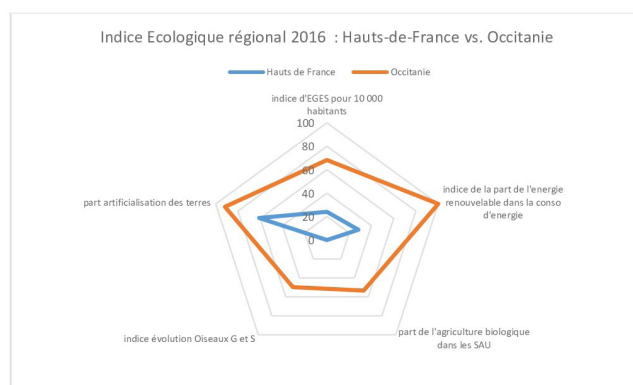 Indice Ecologique régional 2016  : Hauts-de-France vs. Occitanie
Hauts de France
Occitanie
indice d'EGES pour 10 000
habitants
100
80
60
40
20
0
indice de la part de l'energie
renouvelable dans la conso
d'energie
part de l'agriculture biologique
dans les SAU
indice évolution Oiseaux G et S
part artificialisation des terres